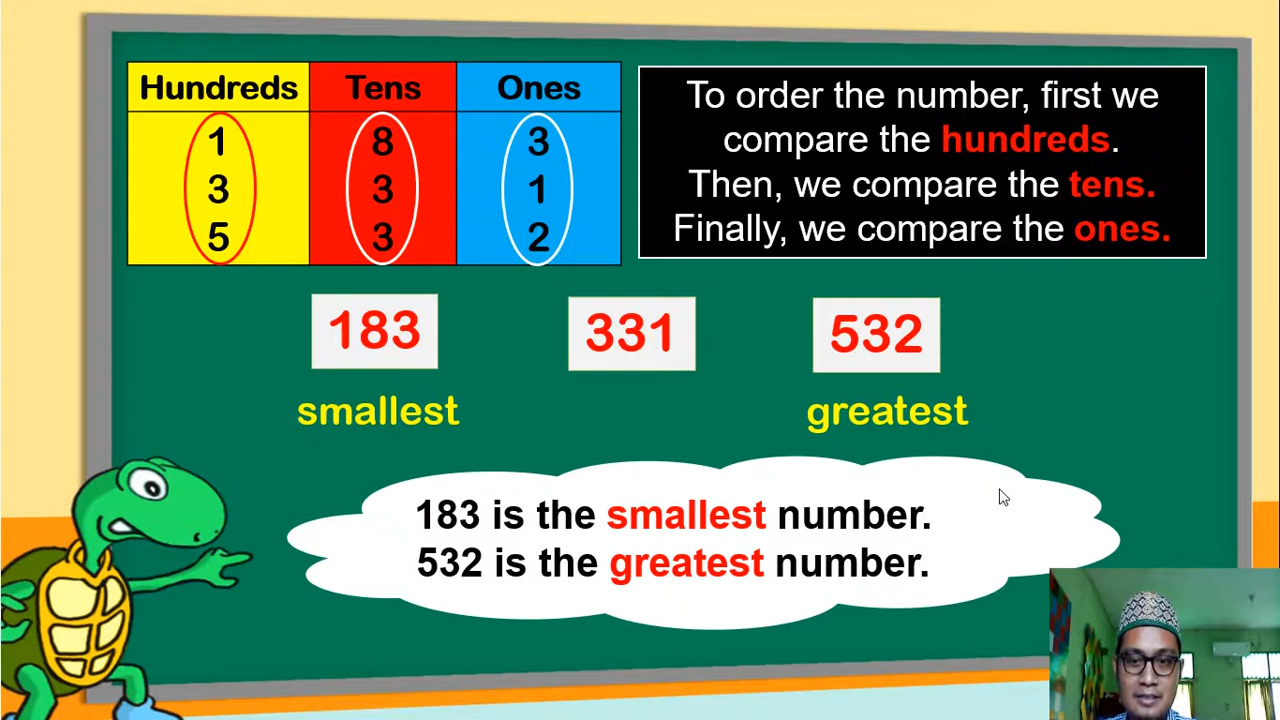 Hundreds Tens Ones
1 8 3
3 3 1
5 3 2
To order the number, first we
compare the hundreds.
Then, we compare the tens.
Finally, we compare the ones.
183 331 532
smallest greatest
183 is the smallest number.
532 is the greatest number.